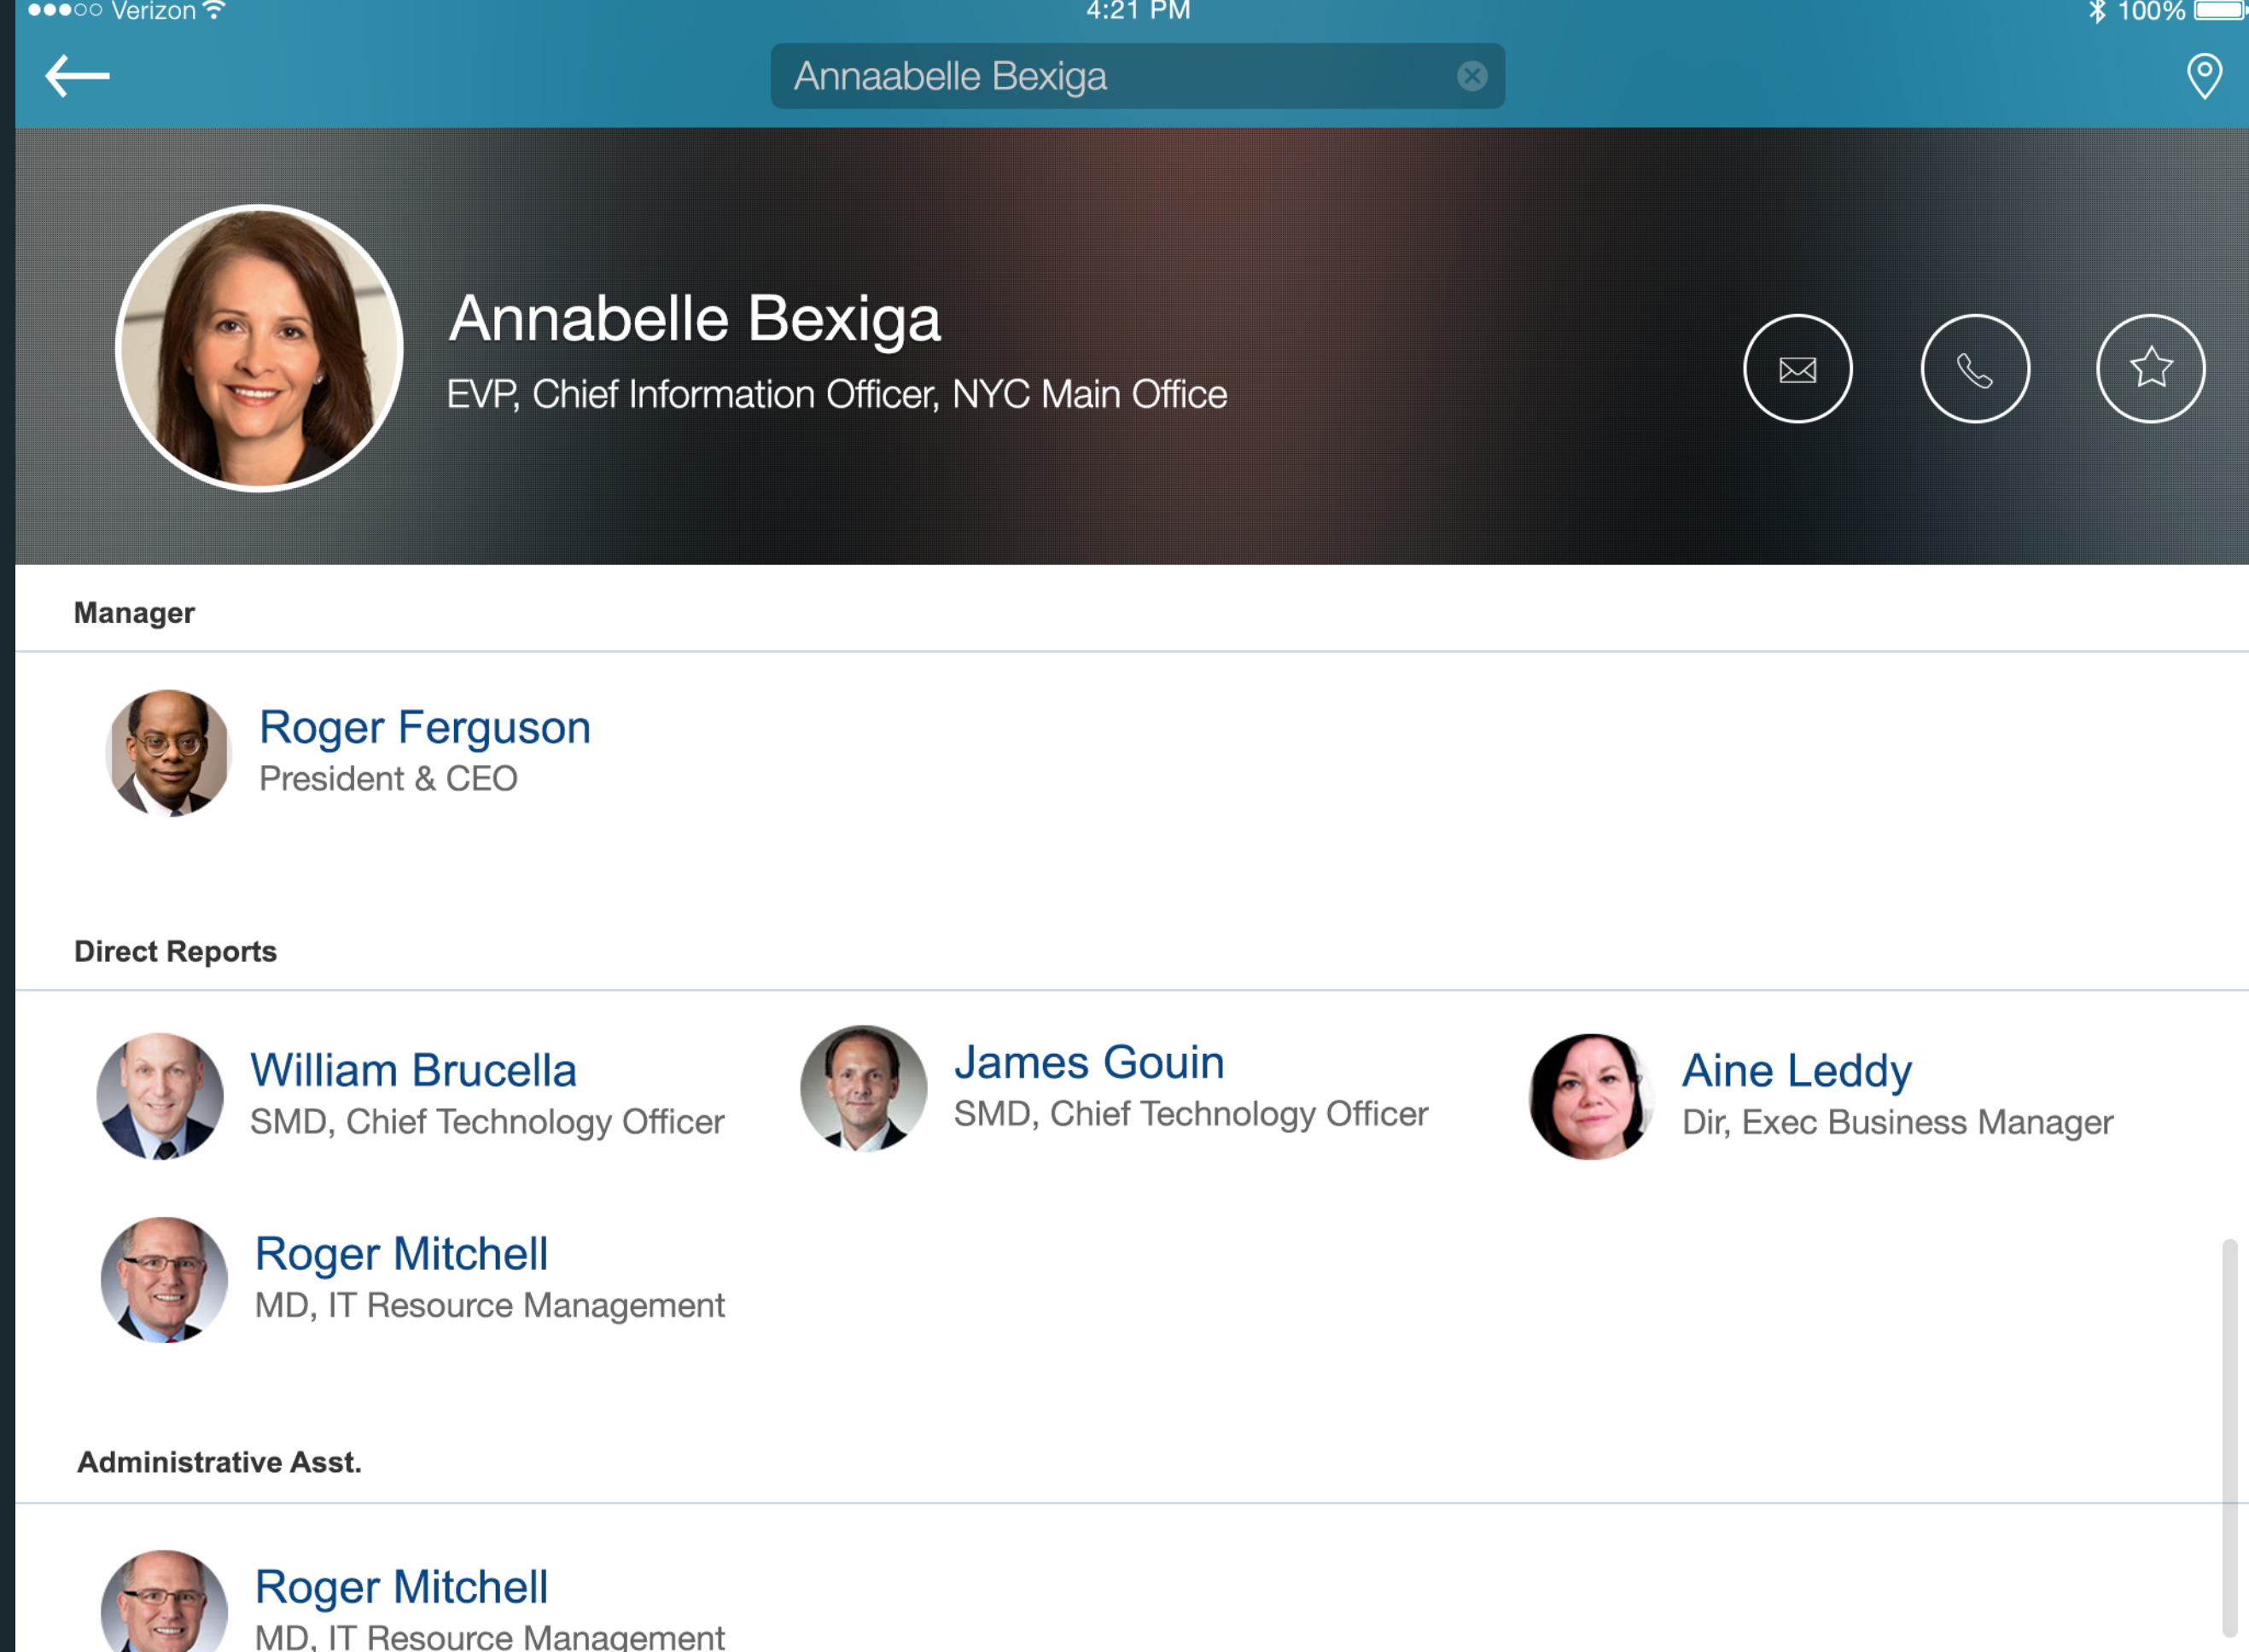 Verizon 4:21 PM 100%
Annaabelle Bexiga
Annabelle Bexiga
EVP, Chief Information Officer, NYC Main Office
Manager
Roger Ferguson
President & CEO
Direct Reports
William Brucella
SMD, Chief Technology Officer
James Gouin
SMD, Chief Technology Officer
Aine Leddy
Dir, Exec Business Manager
Roger Mitchell
MD, IT Resource Management
Administrative Asst.
Roger Mitchell
MD, IT Resource Management